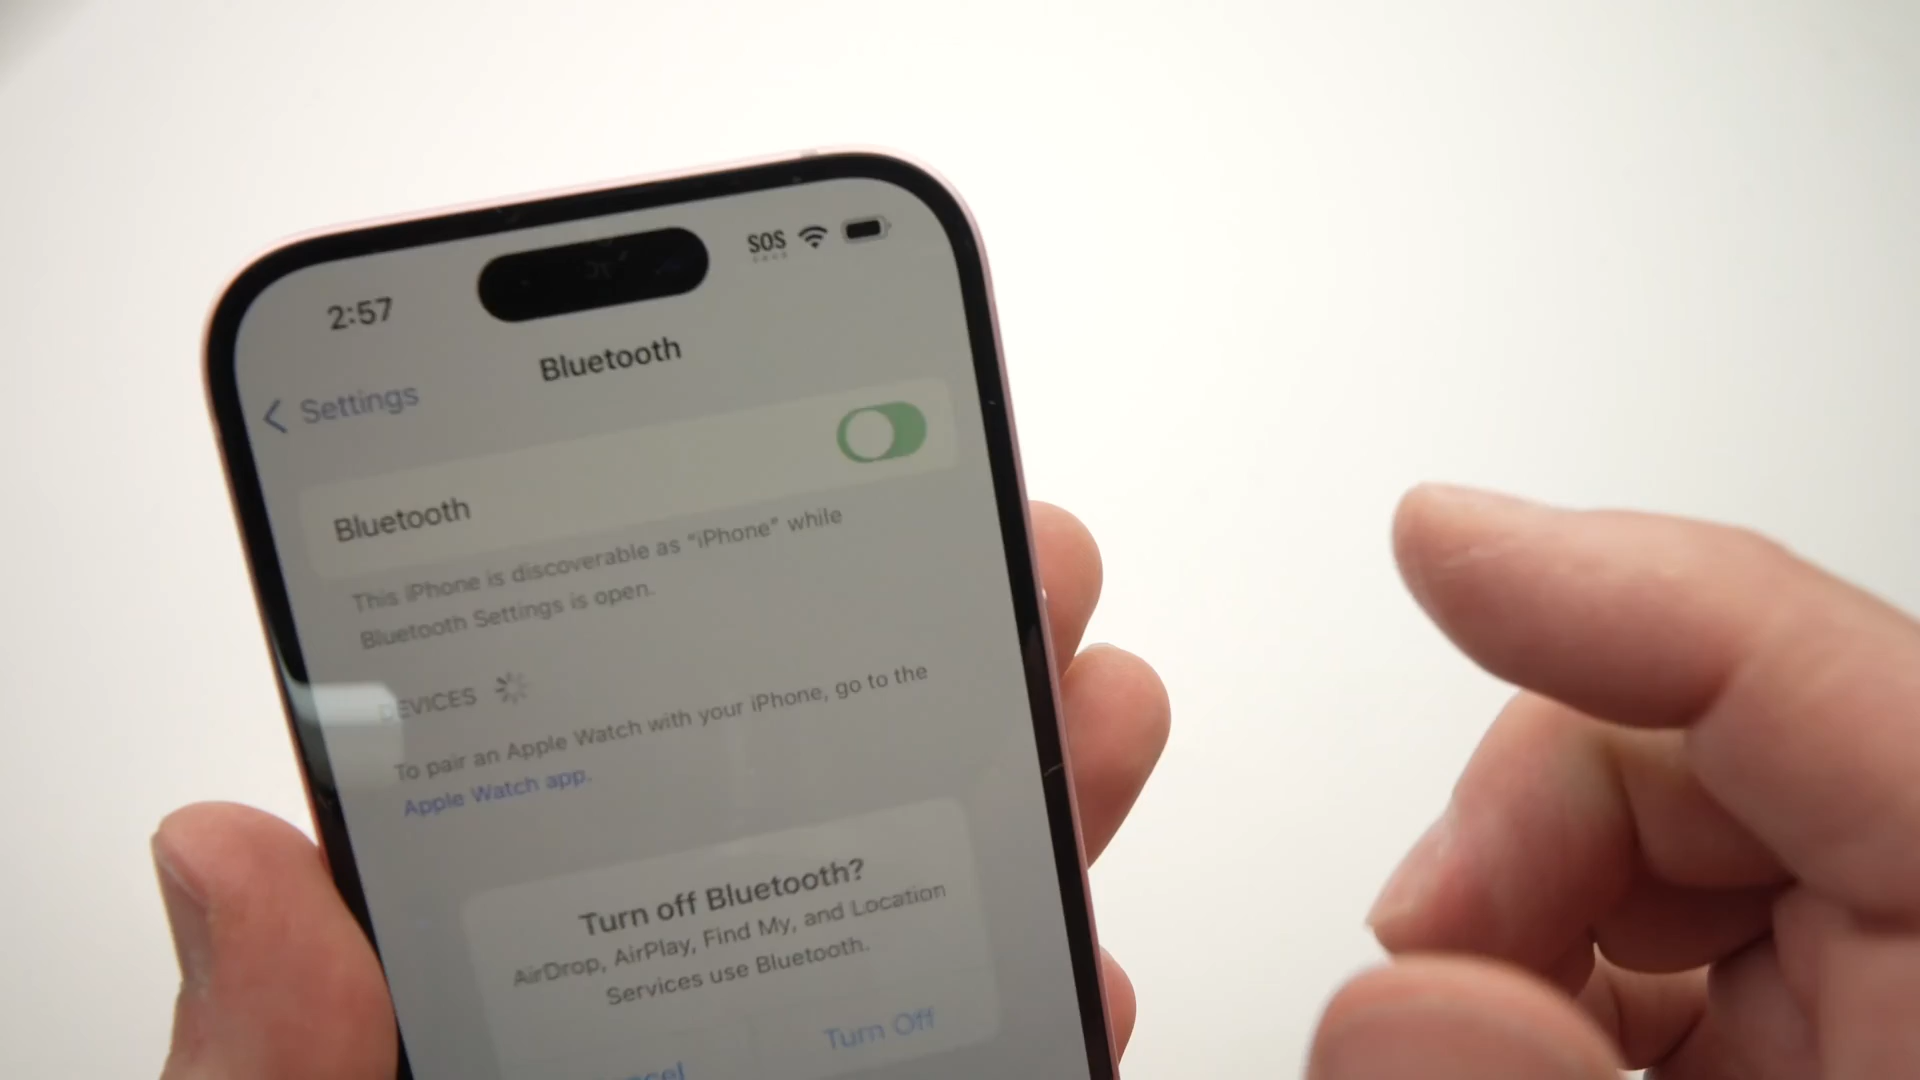 2:57
SOS
Bluetooth
Settings
Bluetooth
This iPhone is discoverable as “iPhone” while
Bluetooth Settings is open.
DEVICES
To pair an Apple Watch with your iPhone, go to the
Apple Watch app.
Turn off Bluetooth?
AirDrop, AirPlay, Find My, and Location
Services use Bluetooth.
Turn Off